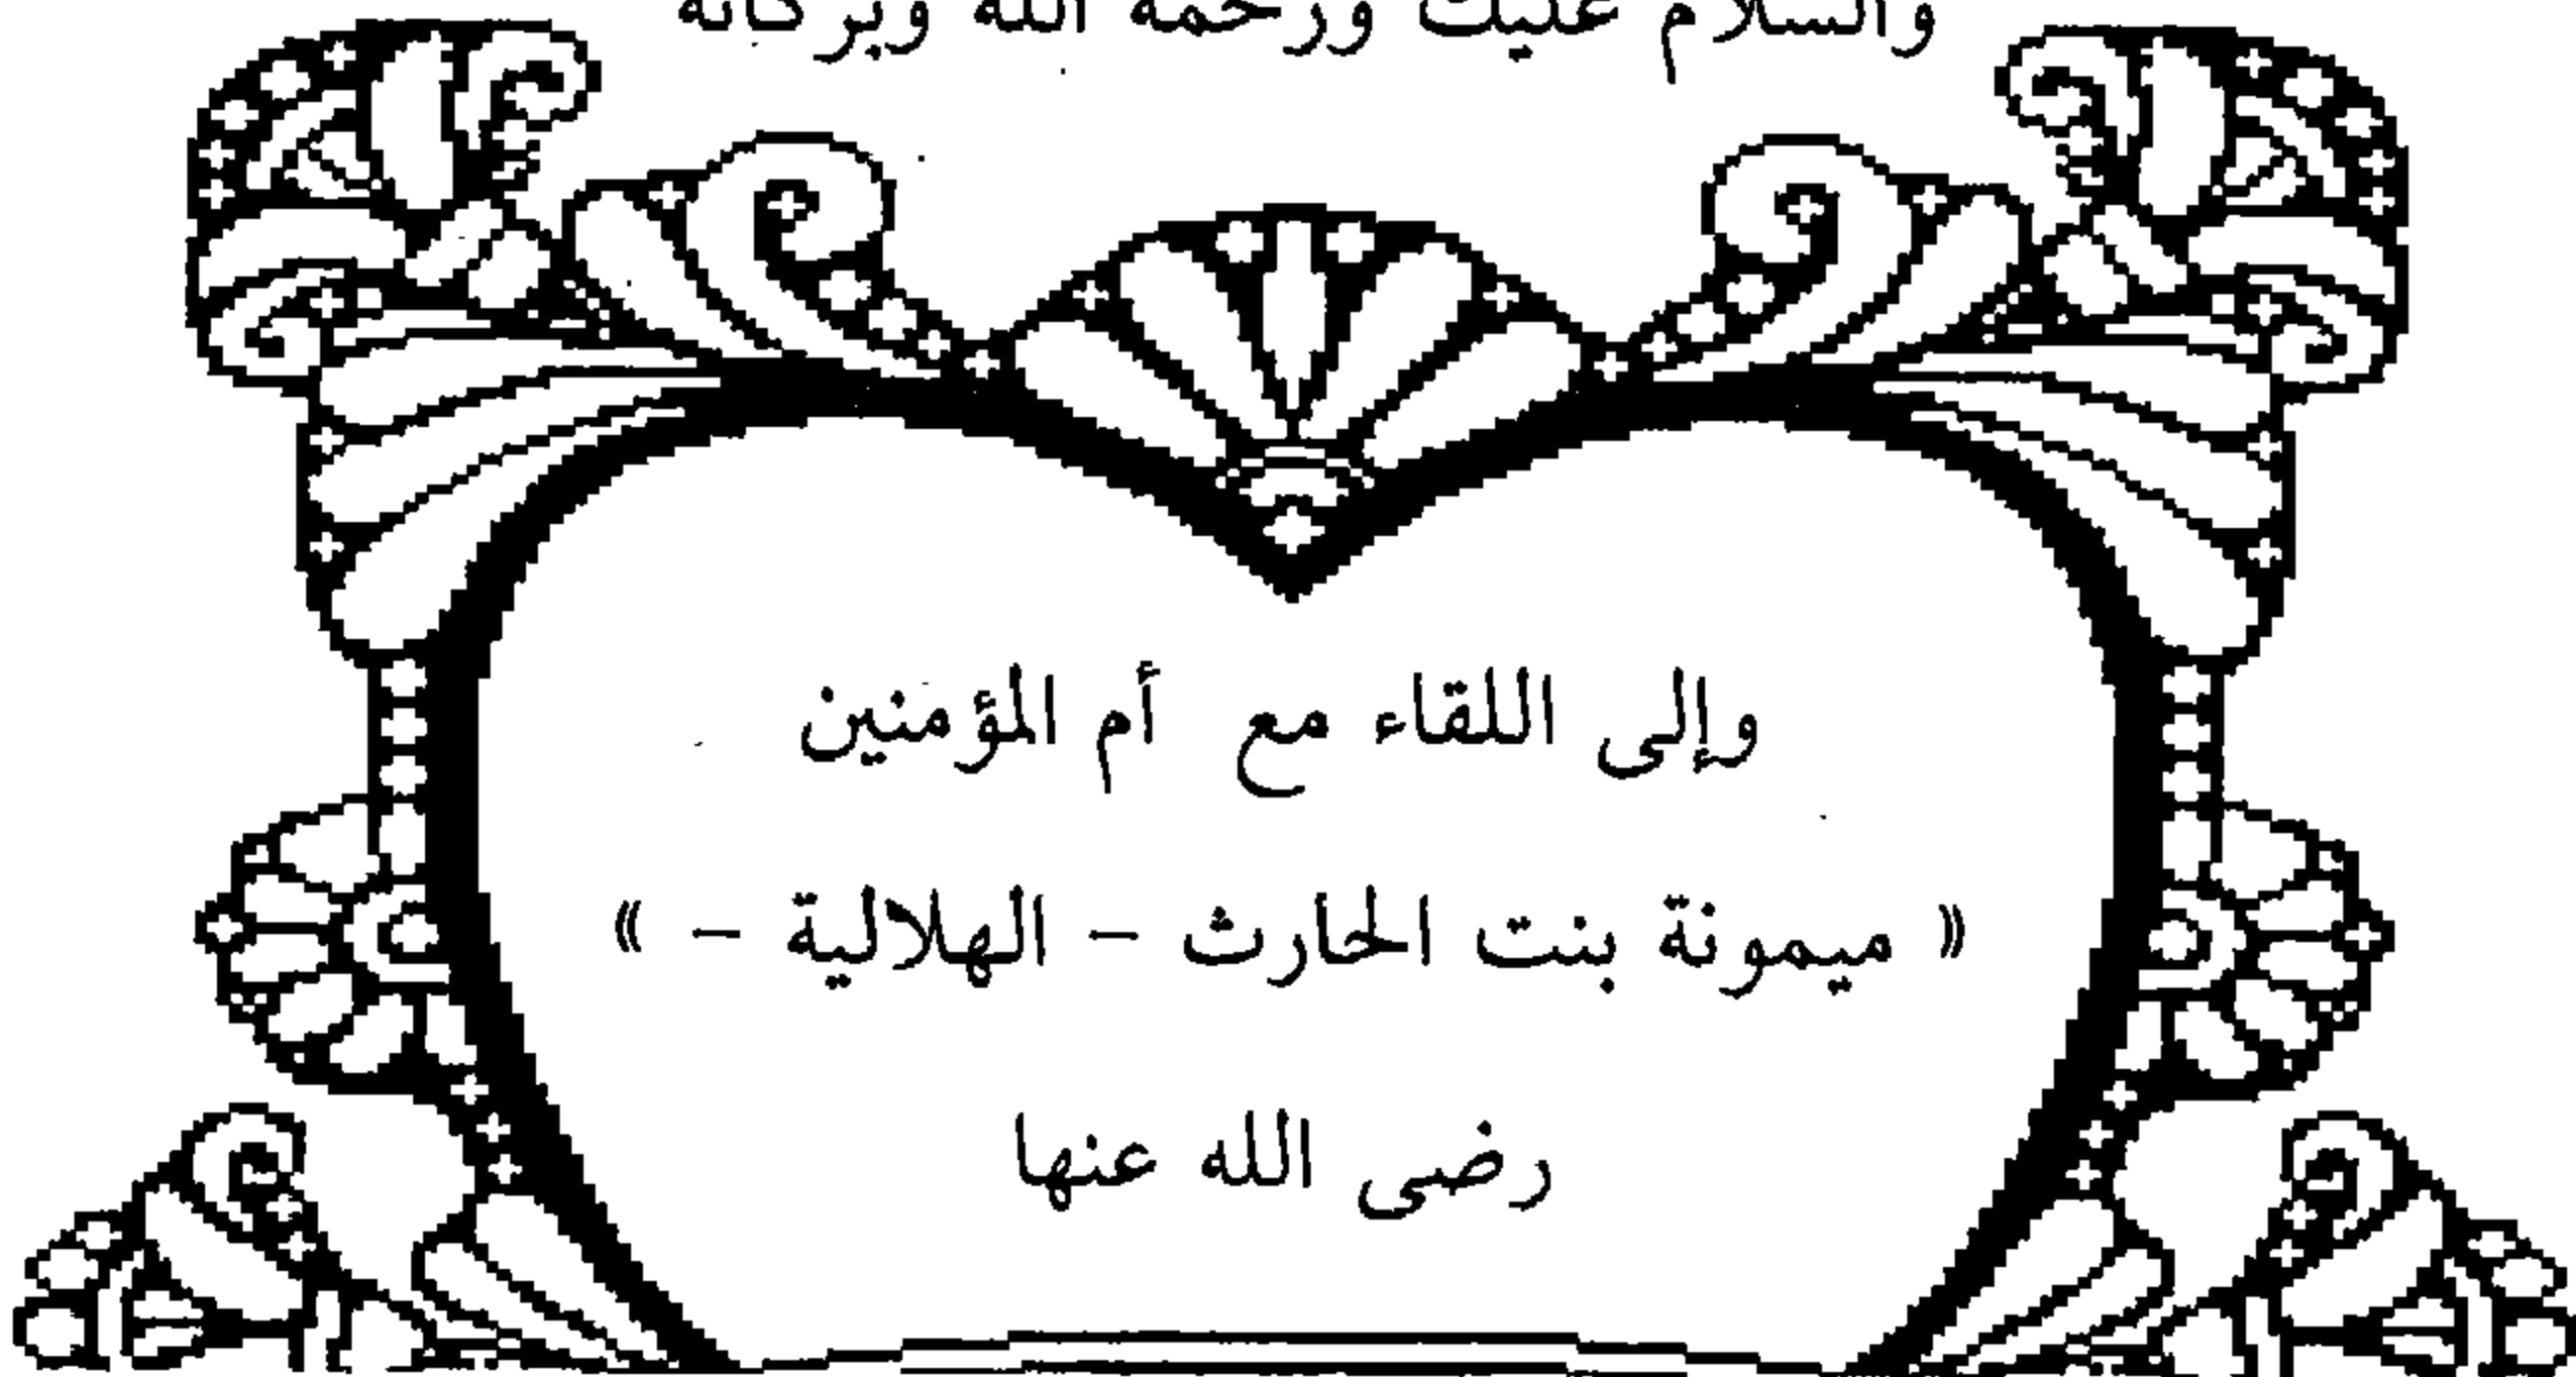 والسلام عليك ورحمة الله وبركاته
وإلى اللقاء مع أم المؤمنين
« ميمونة بنت الحارث – الهلالية – »
رضى الله عنها